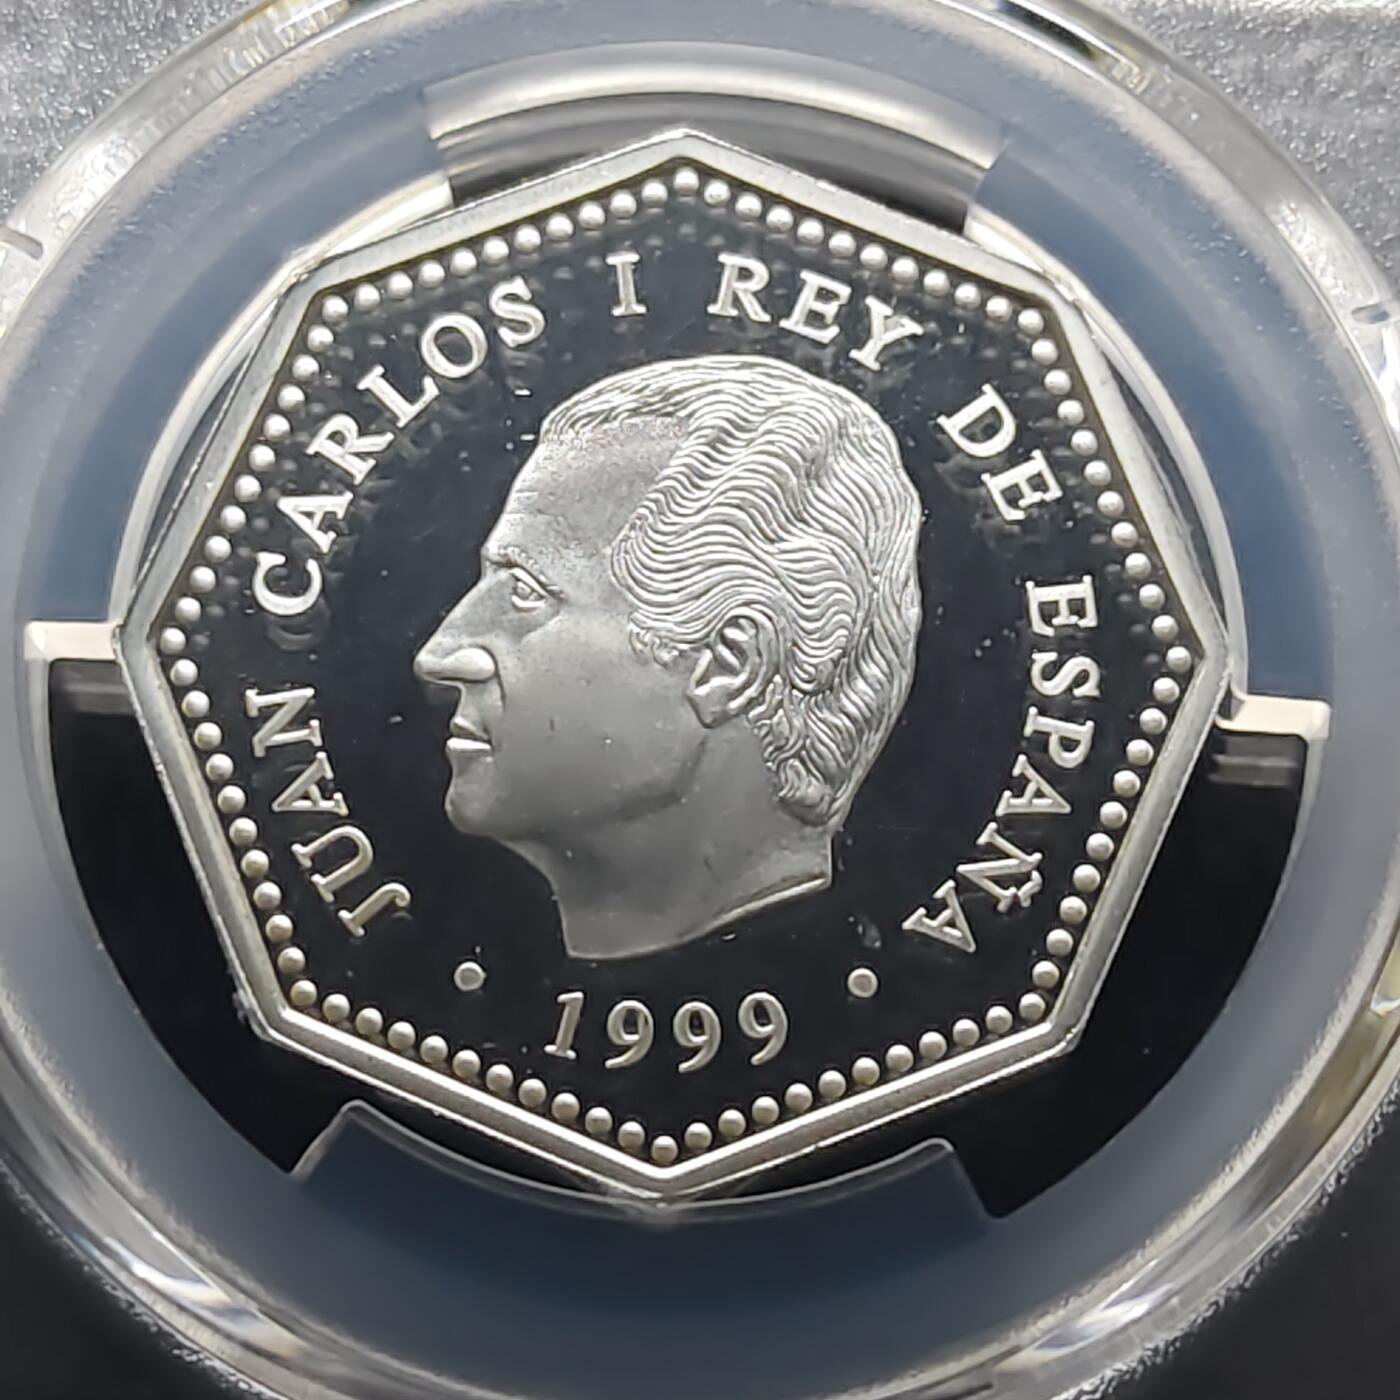 JUAN CARLOS I REY DE ESPAÑA
• 1999 •